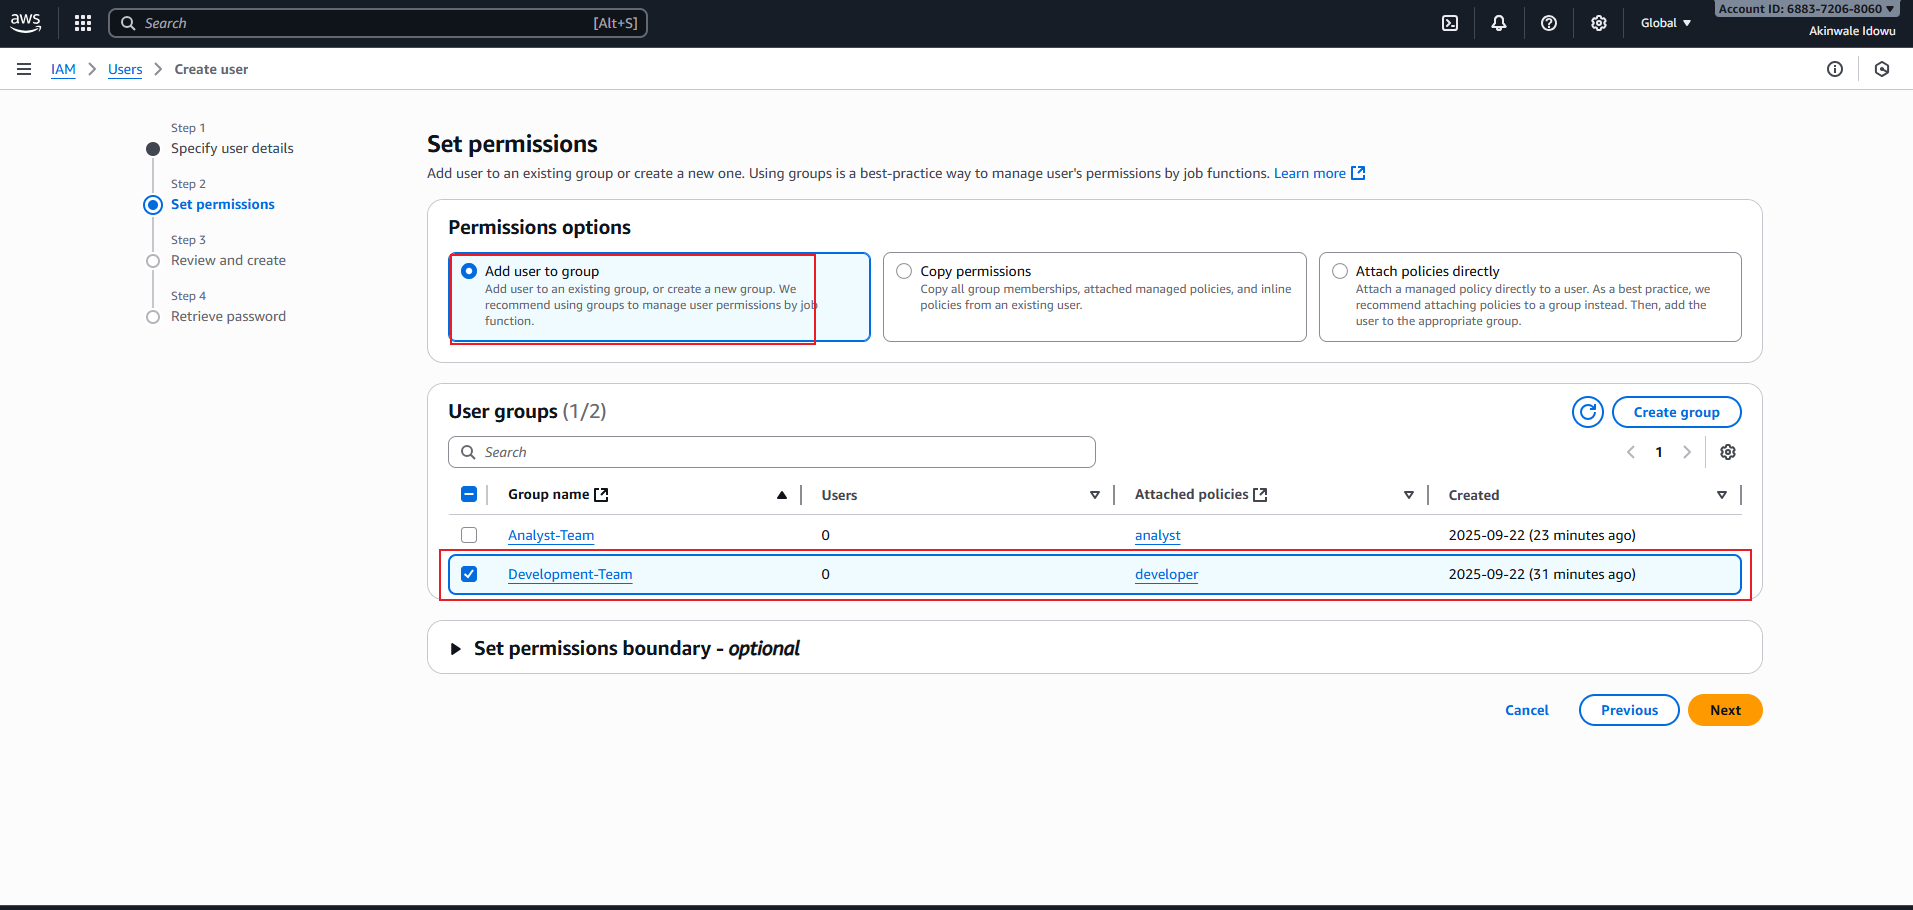 aws
Search
[Alt+S]
Global
Account ID: 6883-7206-8060
Akinwale Idowu
IAM
Users
Create user
Step 1
Specify user details
Step 2
Set permissions
Step 3
Review and create
Step 4
Retrieve password
Set permissions
Add user to an existing group or create a new one. Using groups is a best-practice way to manage user's permissions by job functions. Learn more
Permissions options
Add user to group
Add user to an existing group, or create a new group. We
recommend using groups to manage user permissions by job
function.
Copy permissions
Copy all group memberships, attached managed policies, and inline
policies from an existing user.
Attach policies directly
Attach a managed policy directly to a user. As a best practice, we
recommend attaching policies to a group instead. Then, add the
user to the appropriate group.
User groups (1/2)
Create group
Search
1
Group name
Users
Attached policies
Created
Analyst-Team
0
analyst
2025-09-22 (23 minutes ago)
Development-Team
0
developer
2025-09-22 (31 minutes ago)
Set permissions boundary - optional
Cancel
Previous
Next